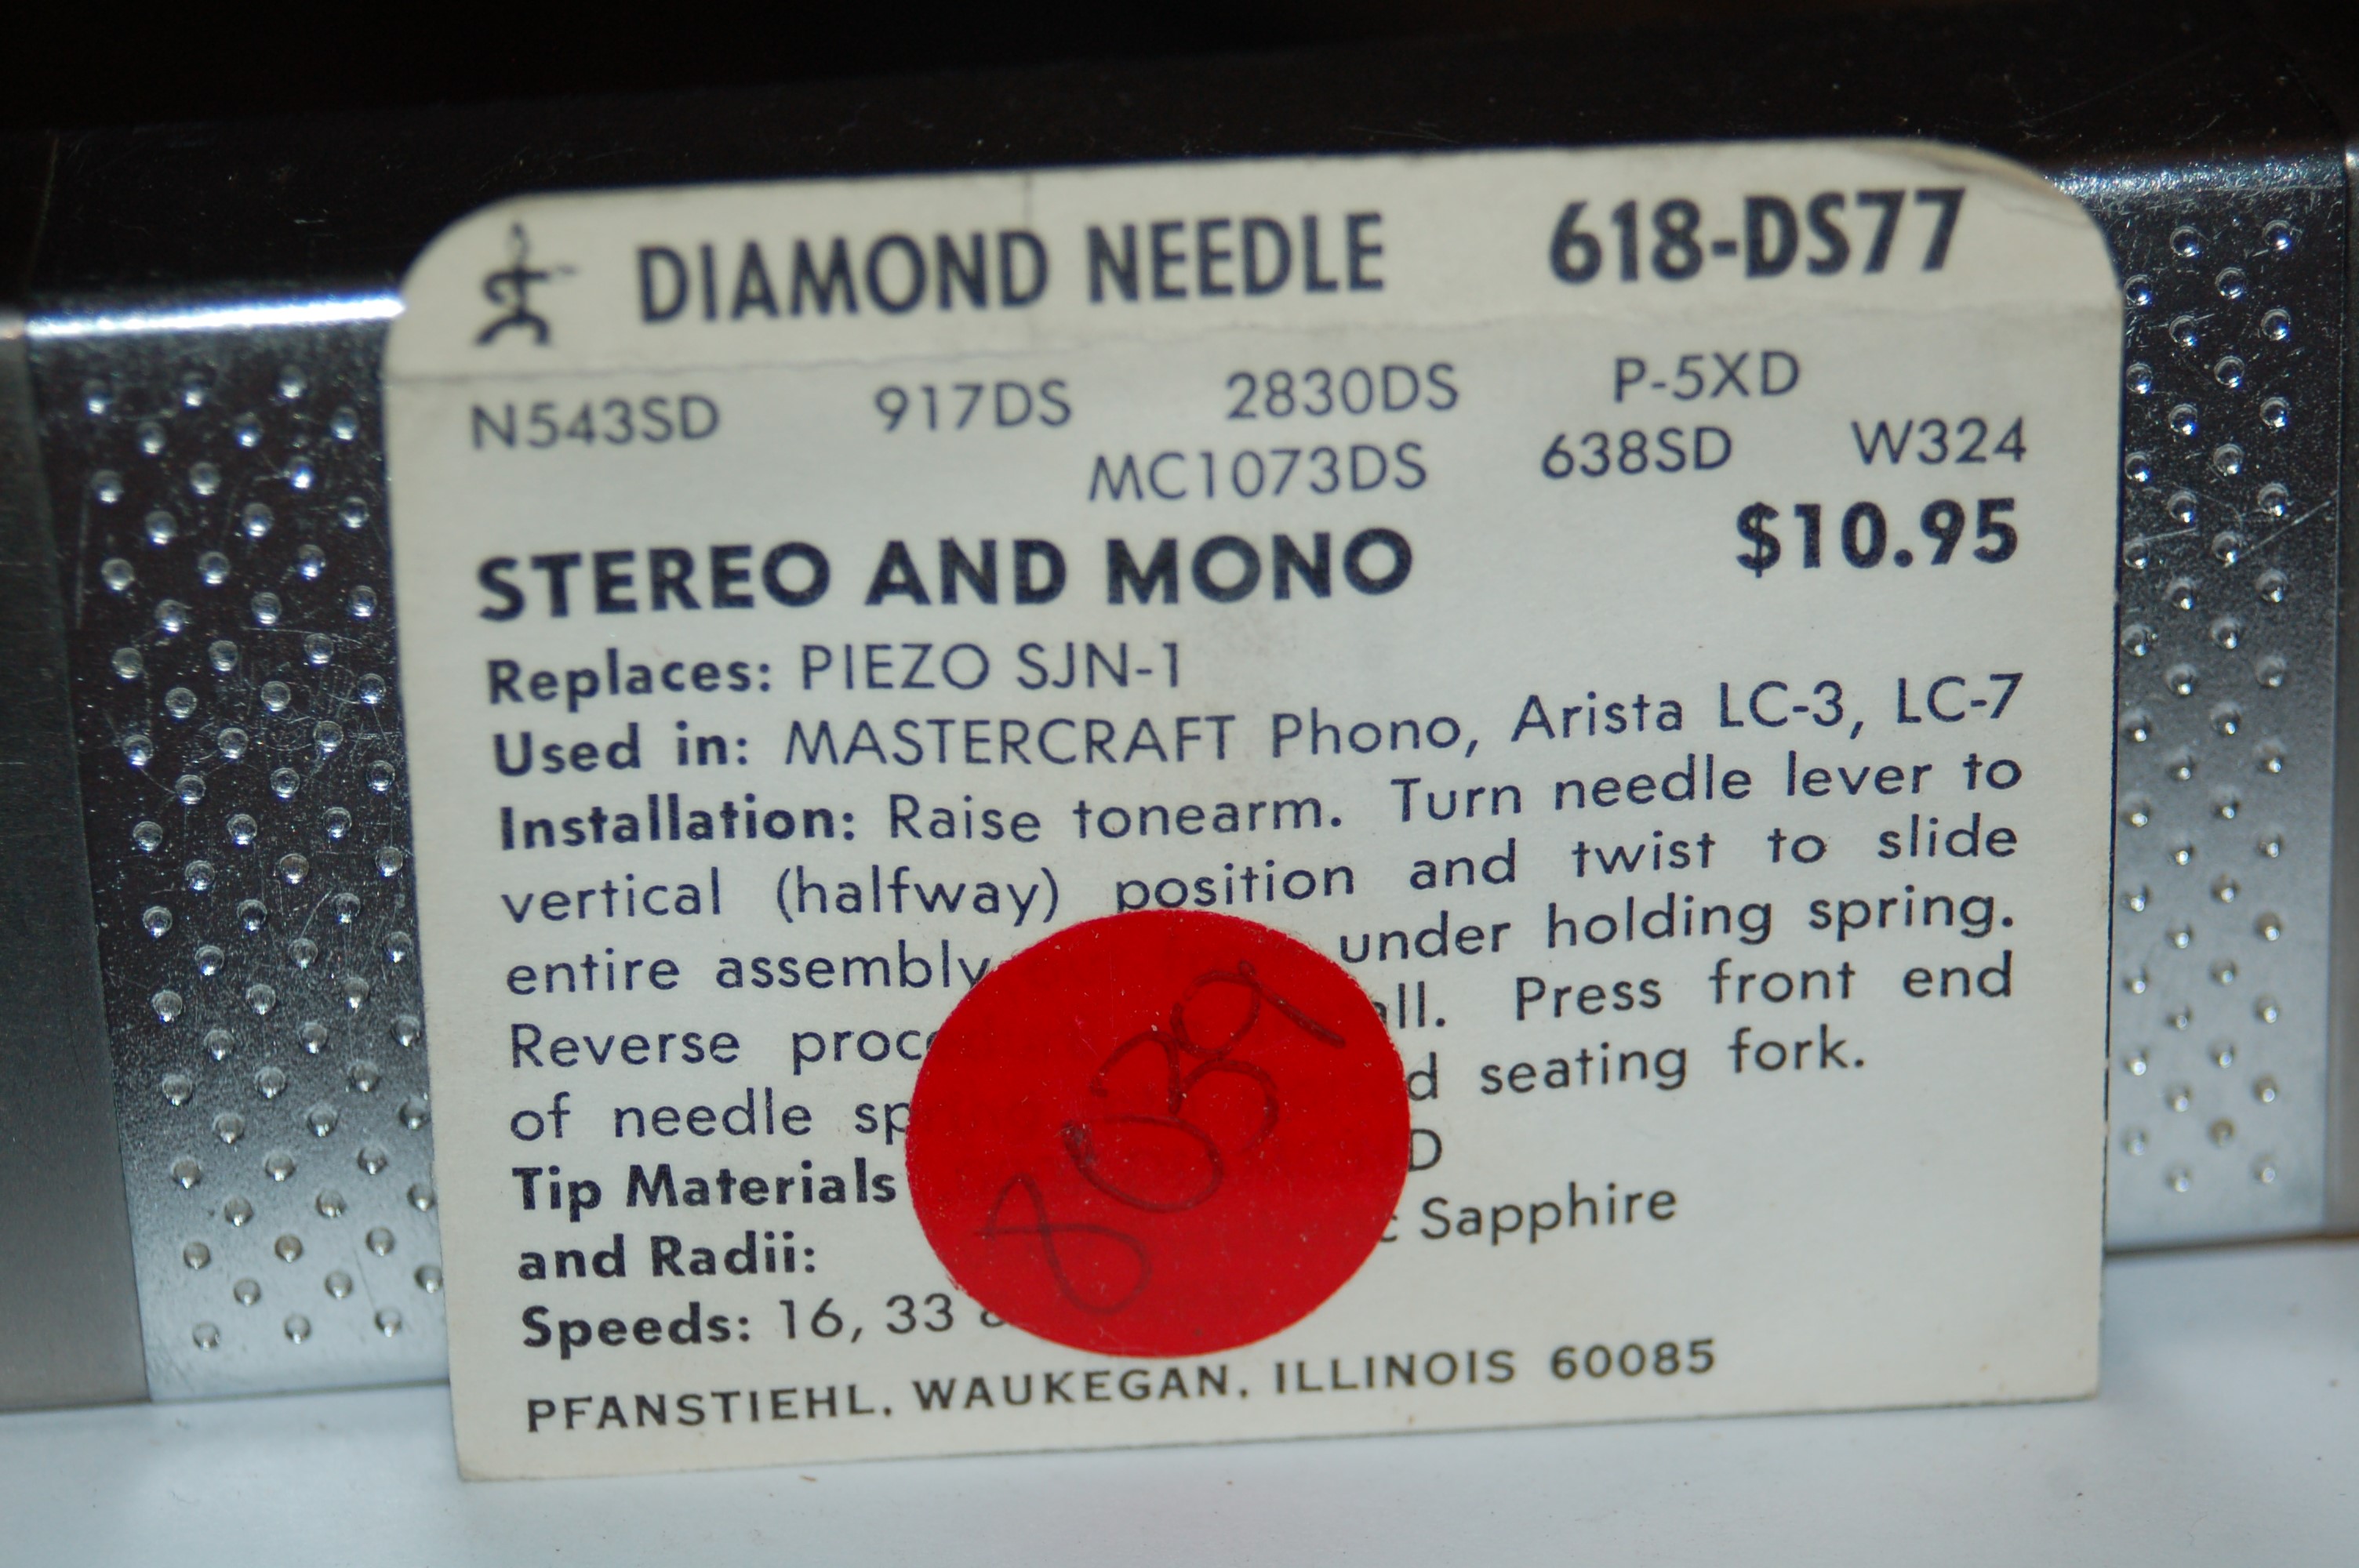 DIAMOND NEEDLE 618-DS77
N543SD 917DS 2830DS P-5XD
MC1073DS 638SD W324
STEREO AND MONO $10.95
Replaces: PIEZO SJN-1
Used in: MASTERCRAFT Phono, Arista LC-3, LC-7
Installation: Raise tonearm. Turn needle lever to
vertical (halfway) position and twist to slide
entire assembly under holding spring.
Reverse Press front end
of needle seating fork.
Tip Materials
and Radii: Sapphire
Speeds: 16, 33
8039
PFANSTIEHL, WAUKEGAN, ILLINOIS 60085